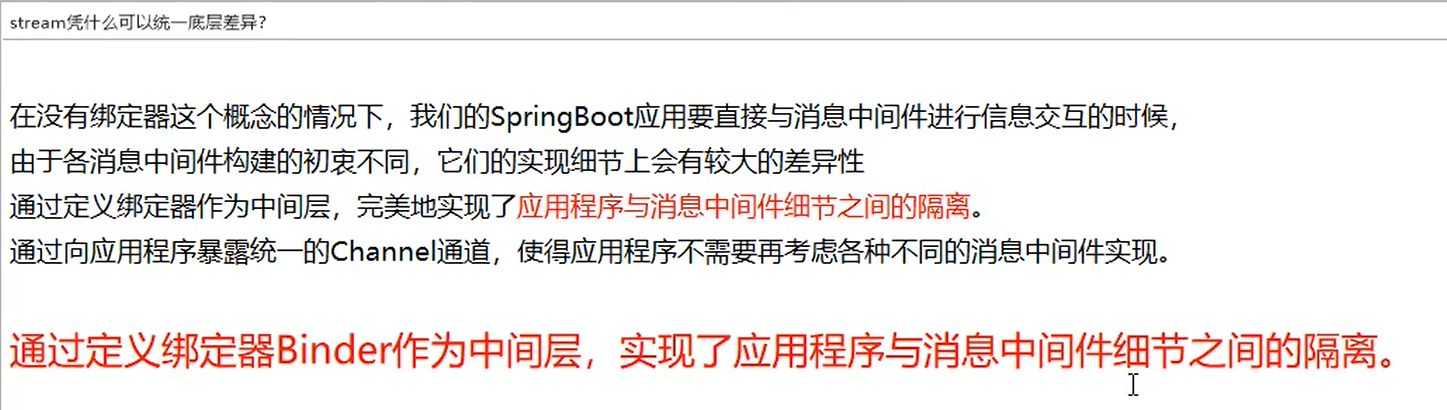 stream凭什么可以统一底层差异?
在没有绑定器这个概念的情况下，我们的SpringBoot应用要直接与消息中间件进行信息交互的时候，
由于各消息中间件构建的初衷不同，它们的实现细节上会有较大的差异性
通过定义绑定器作为中间层，完美地实现了应用程序与消息中间件细节之间的隔离。
通过向应用程序暴露统一的Channel通道，使得应用程序不需要再考虑各种不同的消息中间件实现。
通过定义绑定器Binder作为中间层，实现了应用程序与消息中间件细节之间的隔离。